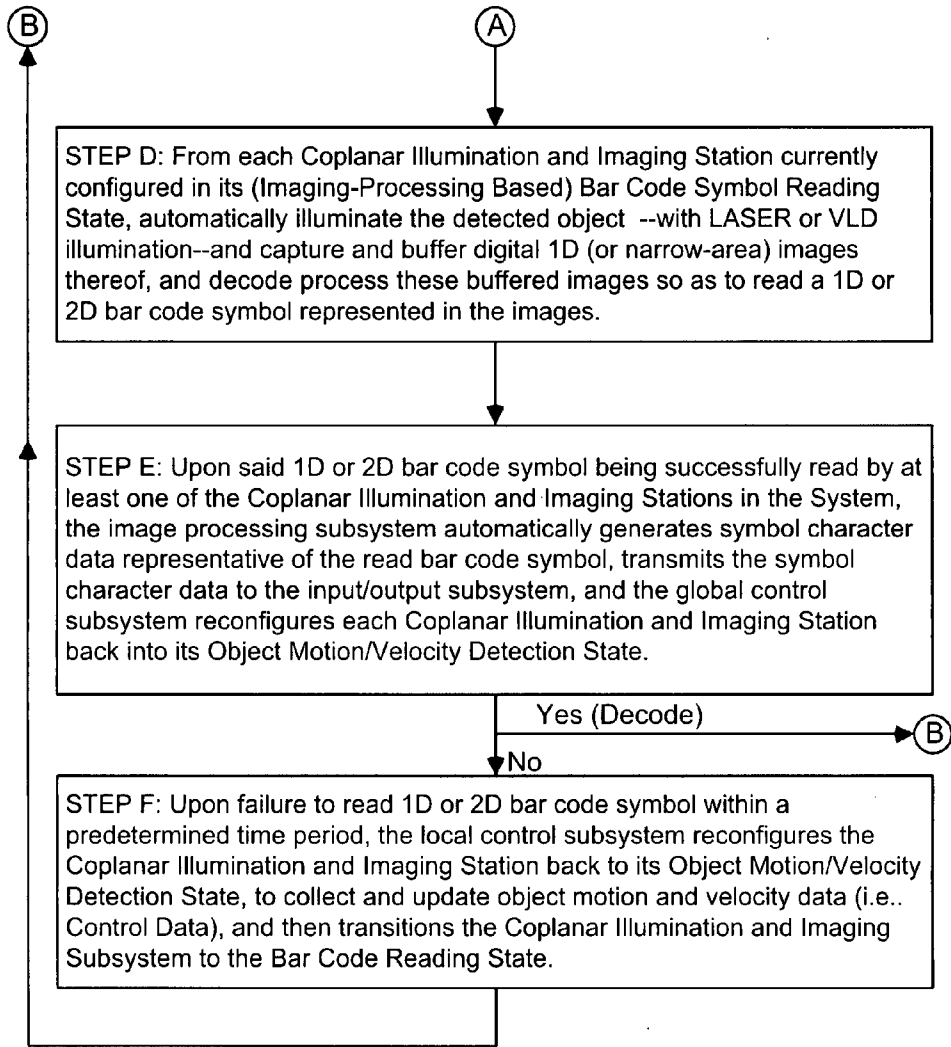 B
A
STEP D: From each Coplanar Illumination and Imaging Station currently
configured in its (Imaging-Processing Based) Bar Code Symbol Reading
State, automatically illuminate the detected object --with LASER or VLD
illumination--and capture and buffer digital 1D (or narrow-area) images
thereof, and decode process these buffered images so as to read a 1D or
2D bar code symbol represented in the images.
STEP E: Upon said 1D or 2D bar code symbol being successfully read by at
least one of the Coplanar Illumination and Imaging Stations in the System,
the image processing subsystem automatically generates symbol character
data representative of the read bar code symbol, transmits the symbol
character data to the input/output subsystem, and the global control
subsystem reconfigures each Coplanar Illumination and Imaging Station
back into its Object Motion/Velocity Detection State.
Yes (Decode)
B
No
STEP F: Upon failure to read 1D or 2D bar code symbol within a
predetermined time period, the local control subsystem reconfigures the
Coplanar Illumination and Imaging Station back to its Object Motion/Velocity
Detection State, to collect and update object motion and velocity data (i.e..
Control Data), and then transitions the Coplanar Illumination and Imaging
Subsystem to the Bar Code Reading State.